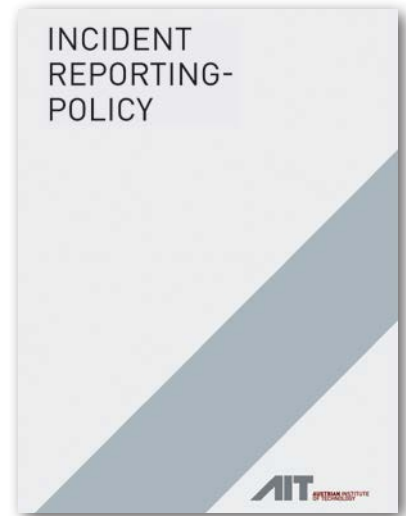 INCIDENT
REPORTING-
POLICY
AIT AUSTRIAN INSTITUTE
OF TECHNOLOGY